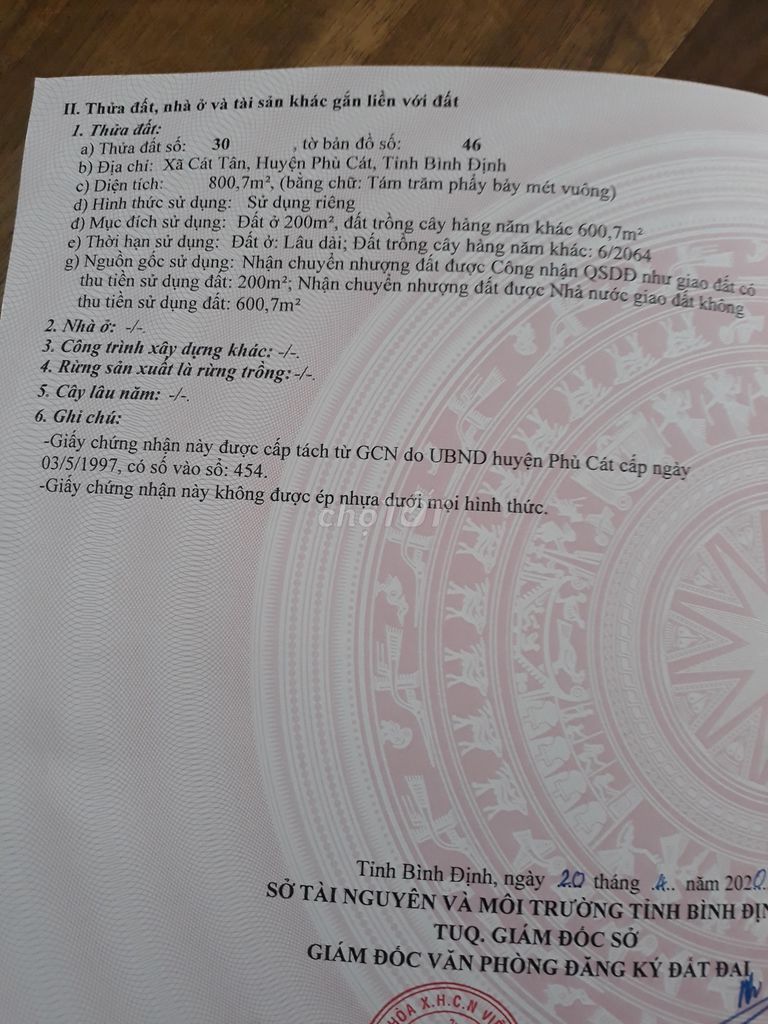 II. Thửa đất, nhà ở và tài sản khác gắn liền với đất
1. Thửa đất:
a) Thửa đất số: 30 , tờ bản đồ số: 46
b) Địa chỉ: Xã Cát Tân, Huyện Phù Cát, Tỉnh Bình Định
c) Diện tích: 800,7m², (bằng chữ: Tám trăm phẩy bảy mét vuông)
d) Hình thức sử dụng: Sử dụng riêng
đ) Mục đích sử dụng: Đất ở 200m², đất trồng cây hàng năm khác 600,7m²
e) Thời hạn sử dụng: Đất ở: Lâu dài; Đất trồng cây hàng năm khác: 6/2064
g) Nguồn gốc sử dụng: Nhận chuyển nhượng đất được Công nhận QSDĐ như giao đất có
thu tiền sử dụng đất: 200m²; Nhận chuyển nhượng đất được Nhà nước giao đất không
thu tiền sử dụng đất: 600,7m²
2. Nhà ở: -/-.
3. Công trình xây dựng khác: -/-.
4. Rừng sản xuất là rừng trồng: -/-.
5. Cây lâu năm: -/-.
6. Ghi chú:
-Giấy chứng nhận này được cấp tách từ GCN do UBND huyện Phù Cát cấp ngày
03/5/1997, có số vào sổ: 454.
-Giấy chứng nhận này không được ép nhựa dưới mọi hình thức.
chợ tốt
Tỉnh Bình Định, ngày 20 tháng 4.. năm 2020.
SỞ TÀI NGUYÊN VÀ MÔI TRƯỜNG TỈNH BÌNH ĐỊN
TUQ. GIÁM ĐỐC SỞ
GIÁM ĐỐC VĂN PHÒNG ĐĂNG KÝ ĐẤT ĐAI
HÒA X.H.C.N VIỆ